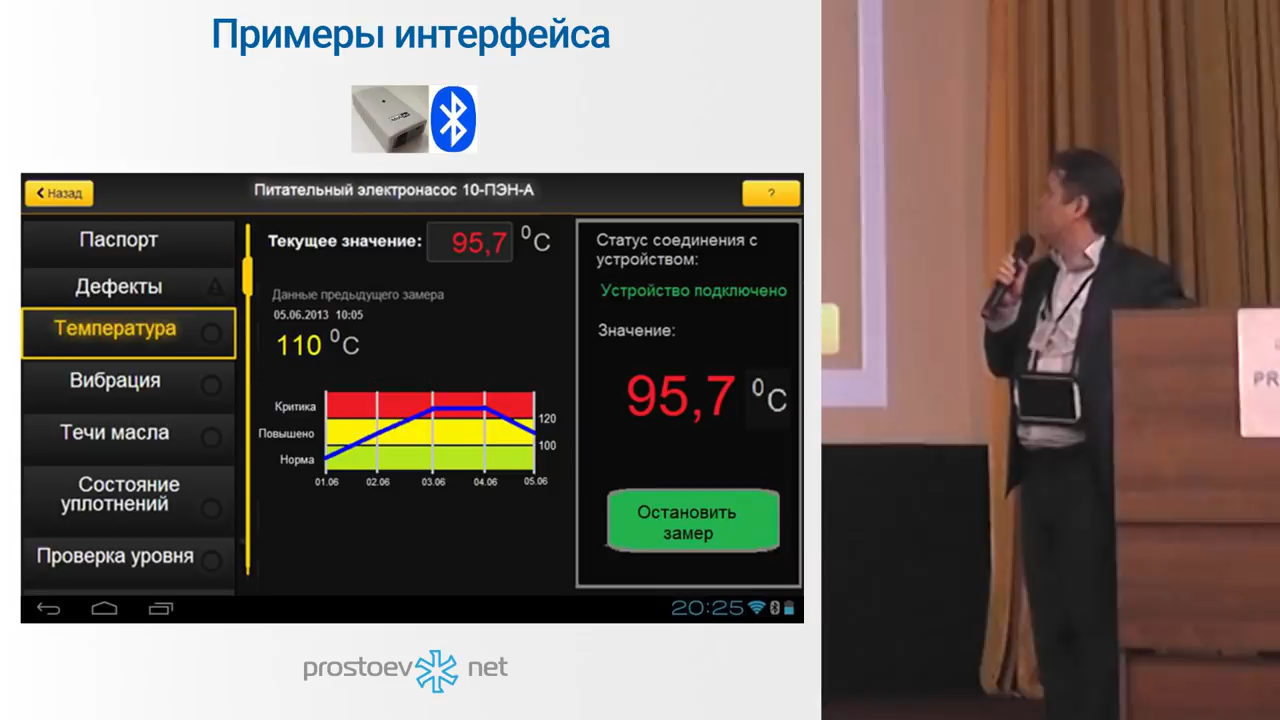 Примеры интерфейса
Назад
Питательный электронасос 10-ПЭН-А
?
Паспорт
Дефекты
Температура
Вибрация
Течи масла
Состояние
уплотнений
Проверка уровня
Текущее значение: 95,7 ⁰C
Данные предыдущего замера
05.06.2013 10:05
110 ⁰C
Критика
Повышено
Норма
120
100
01.06 02.06 03.06 04.06 05.06
Статус соединения с
устройством:
Устройство подключено
Значение:
95,7 ⁰C
Остановить
замер
20:25
prostoev net
PR